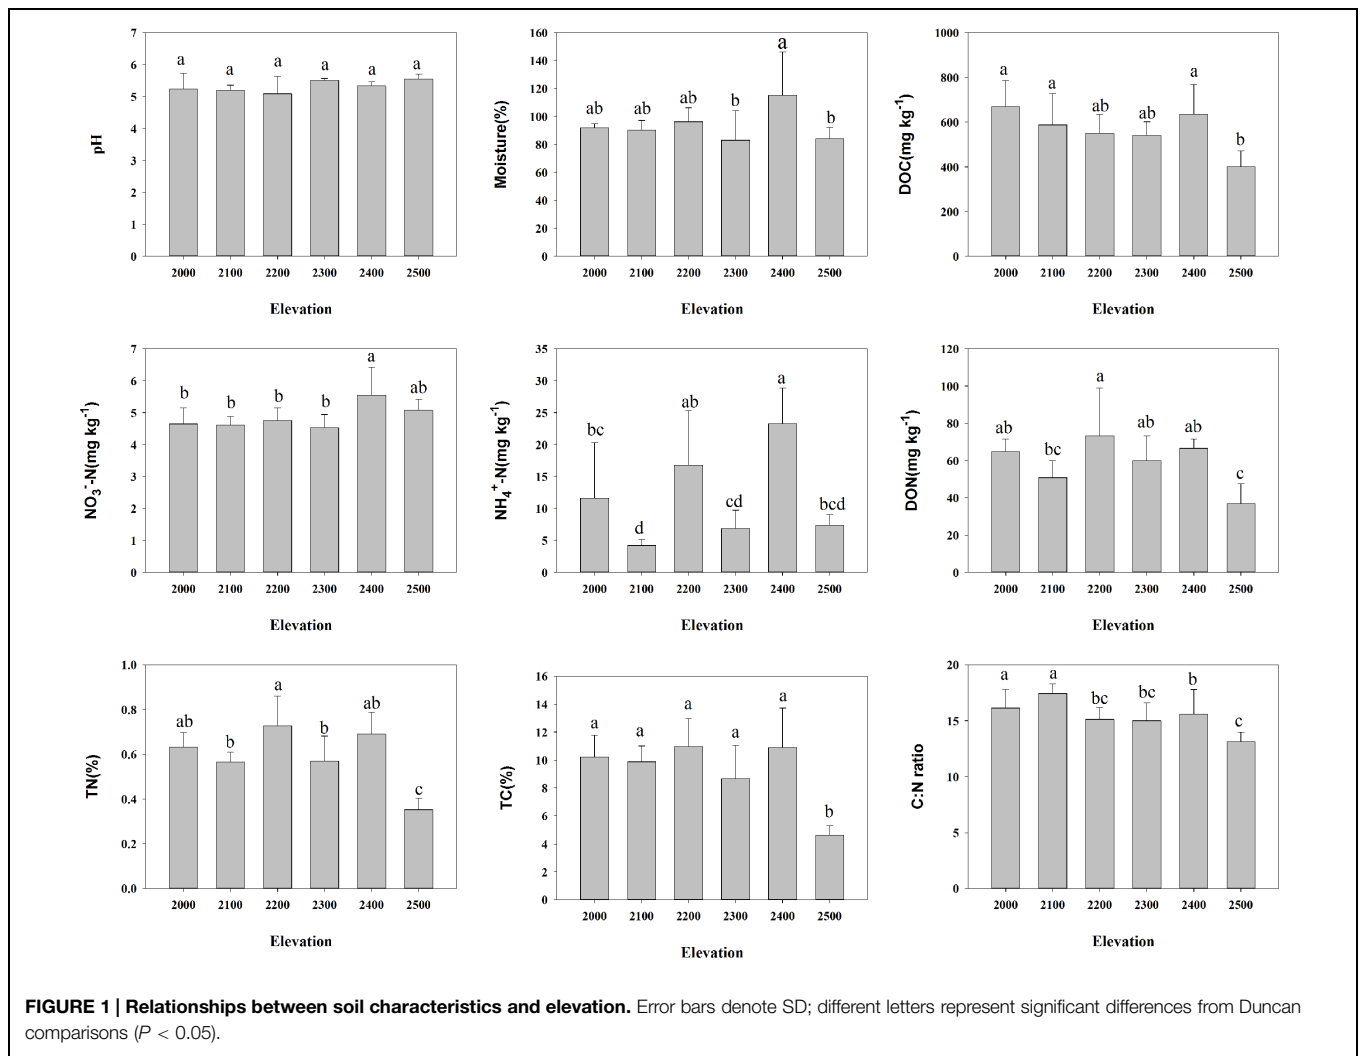 7
6
5
4
3
2
1
0
a a a a a a
pH
2000 2100 2200 2300 2400 2500
Elevation
160
140
120
100
80
60
40
20
0
ab ab ab b a b
Moisture(%)
2000 2100 2200 2300 2400 2500
Elevation
1000
800
600
400
200
0
a a ab ab a b
DOC(mg kg-1)
2000 2100 2200 2300 2400 2500
Elevation
7
6
5
4
3
2
1
0
b b b b a ab
NO3--N(mg kg-1)
2000 2100 2200 2300 2400 2500
Elevation
35
30
25
20
15
10
5
0
bc d ab cd a bcd
NH4+-N(mg kg-1)
2000 2100 2200 2300 2400 2500
Elevation
120
100
80
60
40
20
0
ab bc a ab ab c
DON(mg kg-1)
2000 2100 2200 2300 2400 2500
Elevation
1.0
0.8
0.6
0.4
0.2
0.0
ab b a b ab c
TN(%)
2000 2100 2200 2300 2400 2500
Elevation
16
14
12
10
8
6
4
2
0
a a a a a b
TC(%)
2000 2100 2200 2300 2400 2500
Elevation
20
15
10
5
0
a a bc bc b c
C:N ratio
2000 2100 2200 2300 2400 2500
Elevation
FIGURE 1 | Relationships between soil characteristics and elevation. Error bars denote SD; different letters represent significant differences from Duncan
comparisons (P < 0.05).